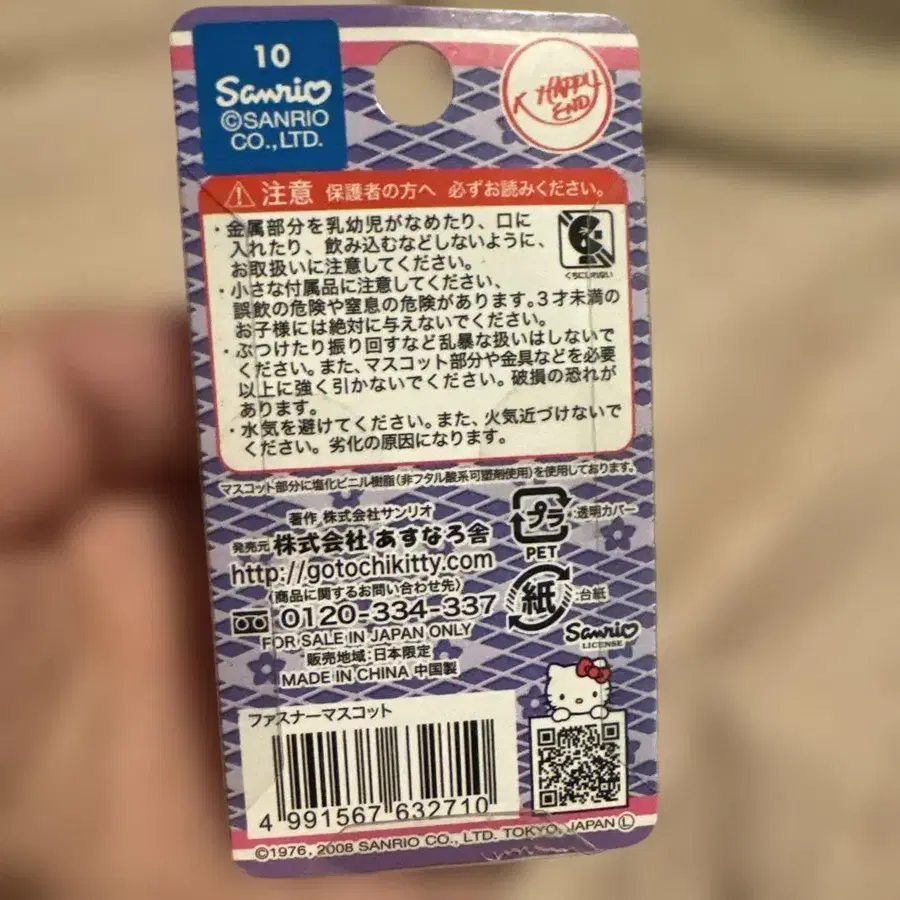 10
Sanrio
©SANRIO
CO.,LTD.
K HAPPY
END
注意 保護者の方へ 必ずお読みください。
・金属部分を乳幼児がなめたり、口に
入れたり、飲み込むなどしないように、
お取扱いに注意してください。
くちにいれない
・小さな付属品に注意してください、
誤飲の危険や窒息の危険があります。3才未満の
お子様には絶対に与えないでください。
・ぶつけたり振り回すなど乱暴な扱いはしないで
ください。また、マスコット部分や金具などを必要
以上に強く引かないでください。破損の恐れが
あります。
・水気を避けてください。また、火気近づけないで
ください。劣化の原因になります。
マスコット部分に塩化ビニル樹脂(非フタル酸系可塑剤使用)を使用しております。
著作 株式会社サンリオ
発売元 株式会社 あすなろ舎
http://gotochikitty.com
(商品に関するお問い合わせ先)
0120-334-337
FOR SALE IN JAPAN ONLY
販売地域:日本限定
MADE IN CHINA 中国製
プラ :透明カバー
PET
紙 :台紙
Sanrio
LICENSE
ファスナーマスコット
4 991567 632710
©1976, 2008 SANRIO CO., LTD. TOKYO, JAPAN Ⓛ